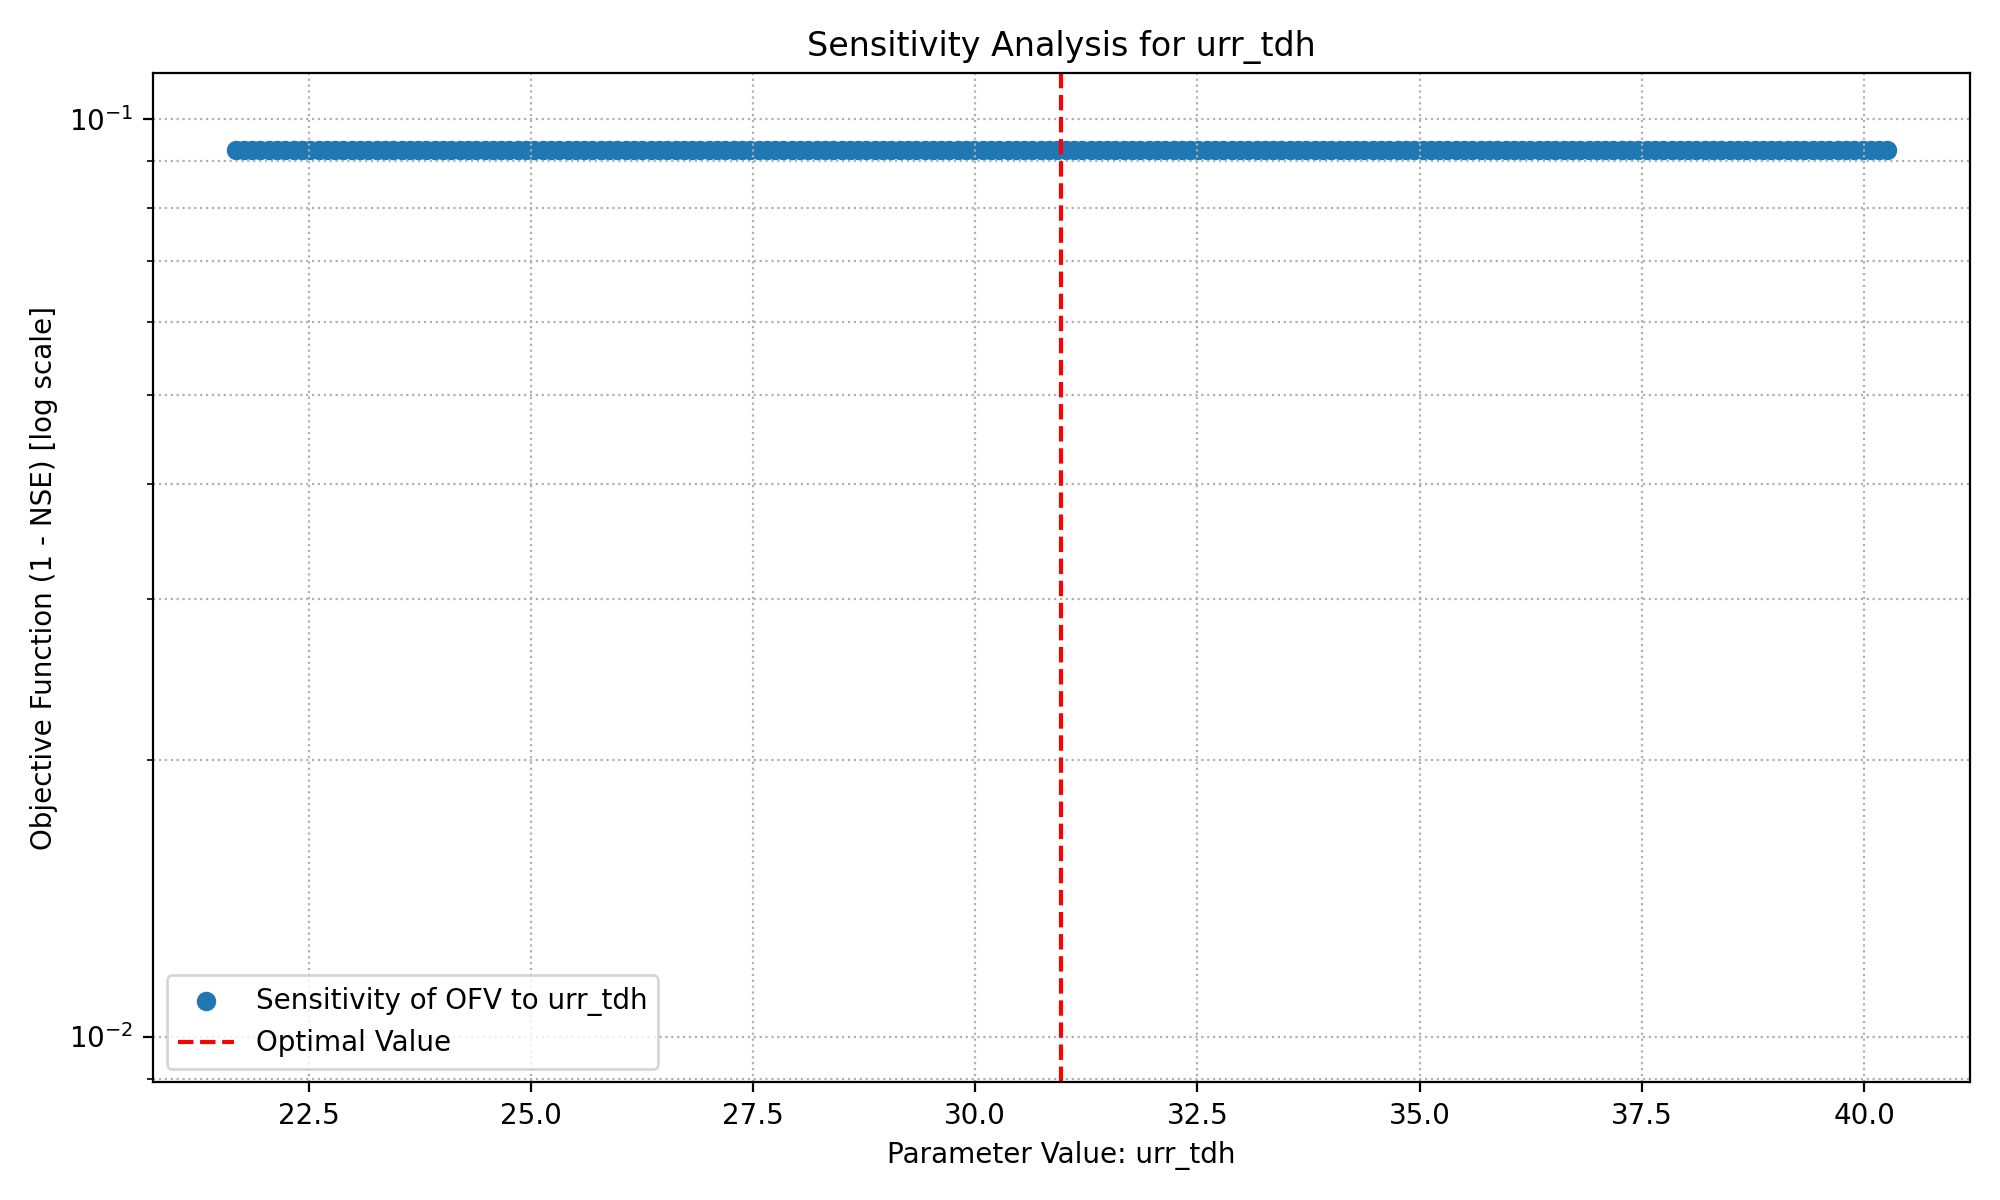 Sensitivity Analysis for urr_tdh
Objective Function (1 - NSE) [log scale]
10⁻¹
10⁻²
Sensitivity of OFV to urr_tdh
Optimal Value
22.5 25.0 27.5 30.0 32.5 35.0 37.5 40.0
Parameter Value: urr_tdh